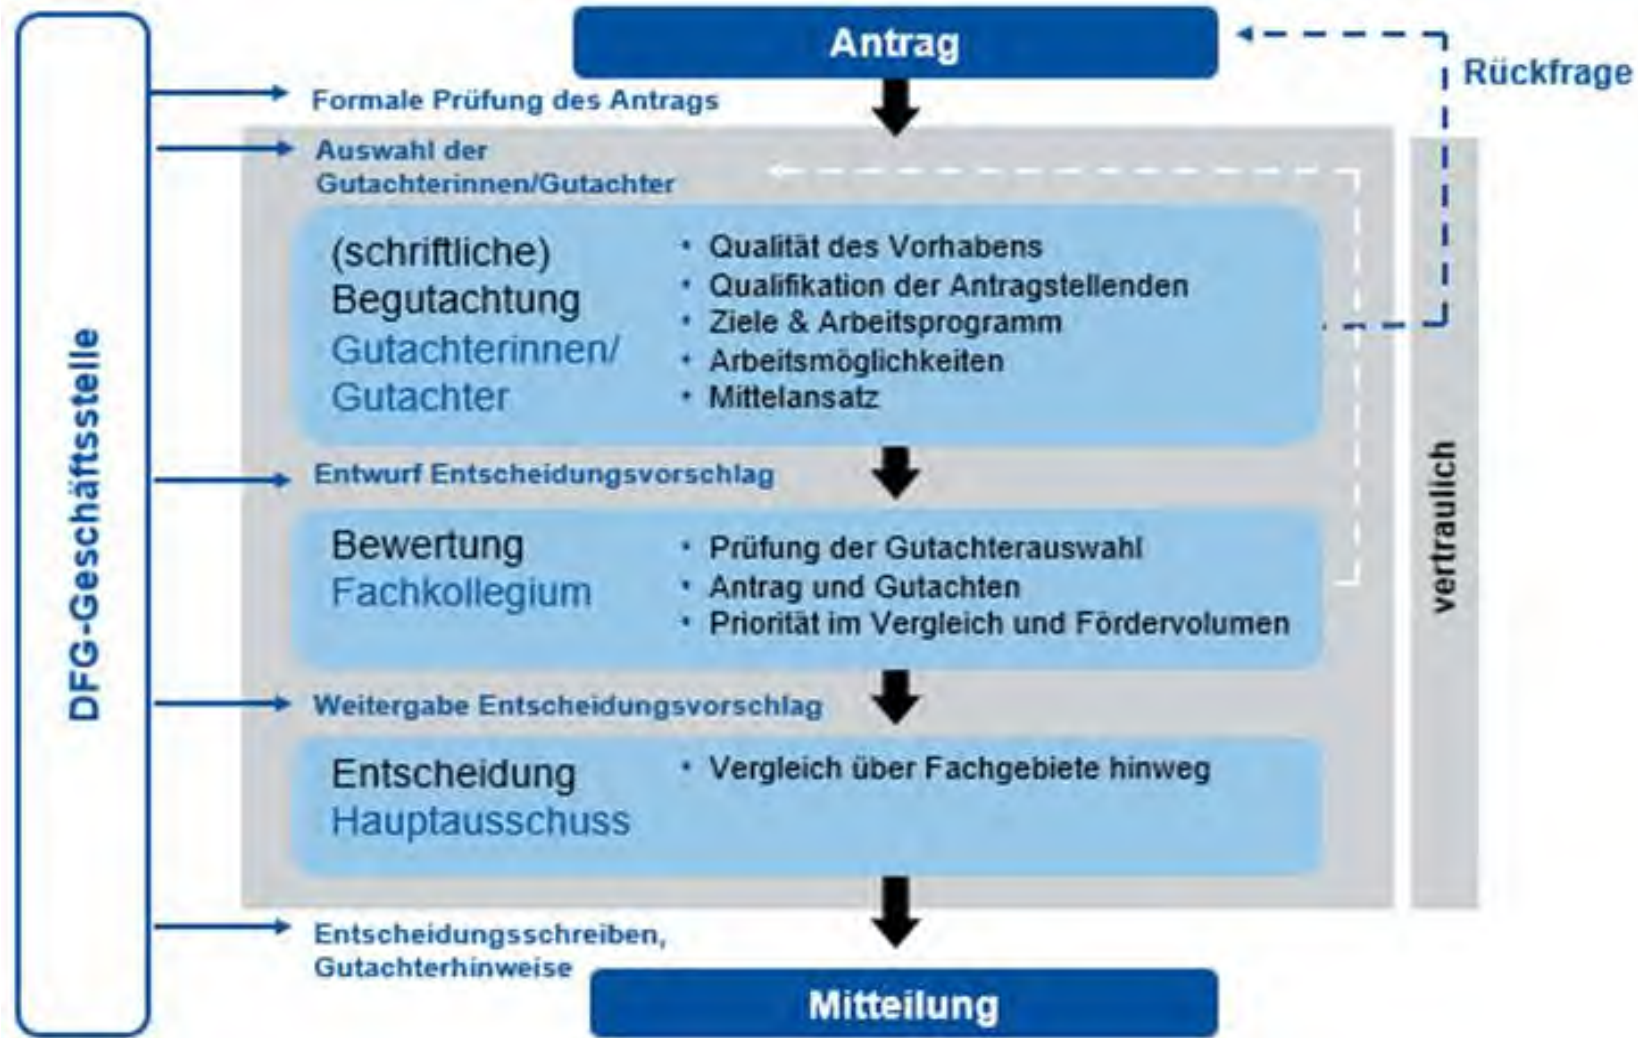 DFG-Geschäftsstelle
Antrag
Rückfrage
Formale Prüfung des Antrags
Auswahl der
Gutachterinnen/Gutachter
(schriftliche)
Begutachtung
Gutachterinnen/
Gutachter
• Qualität des Vorhabens
• Qualifikation der Antragstellenden
• Ziele & Arbeitsprogramm
• Arbeitsmöglichkeiten
• Mittelansatz
vertraulich
Entwurf Entscheidungsvorschlag
Bewertung
Fachkollegium
• Prüfung der Gutachterauswahl
• Antrag und Gutachten
• Priorität im Vergleich und Fördervolumen
Weitergabe Entscheidungsvorschlag
Entscheidung
Hauptausschuss
• Vergleich über Fachgebiete hinweg
Entscheidungsschreiben,
Gutachterhinweise
Mitteilung